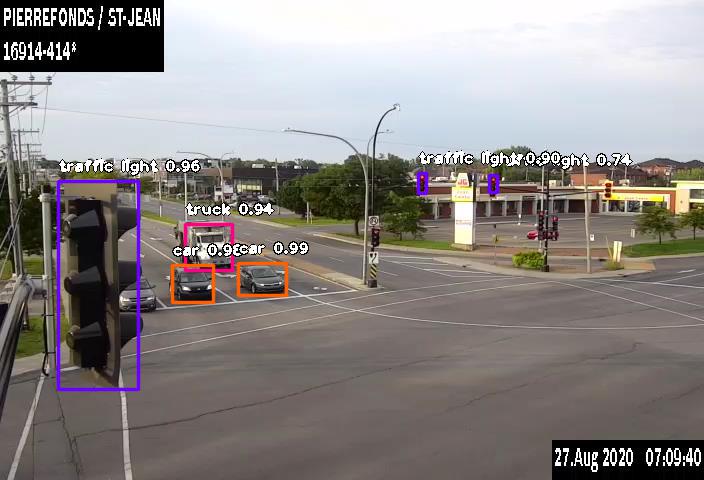 PIERREFONDS / ST-JEAN
16914-414*
traffic light 0.96
traffic light 0.90
ght 0.74
truck 0.94
car 0.98
car 0.99
27.Aug 2020 07:09:40